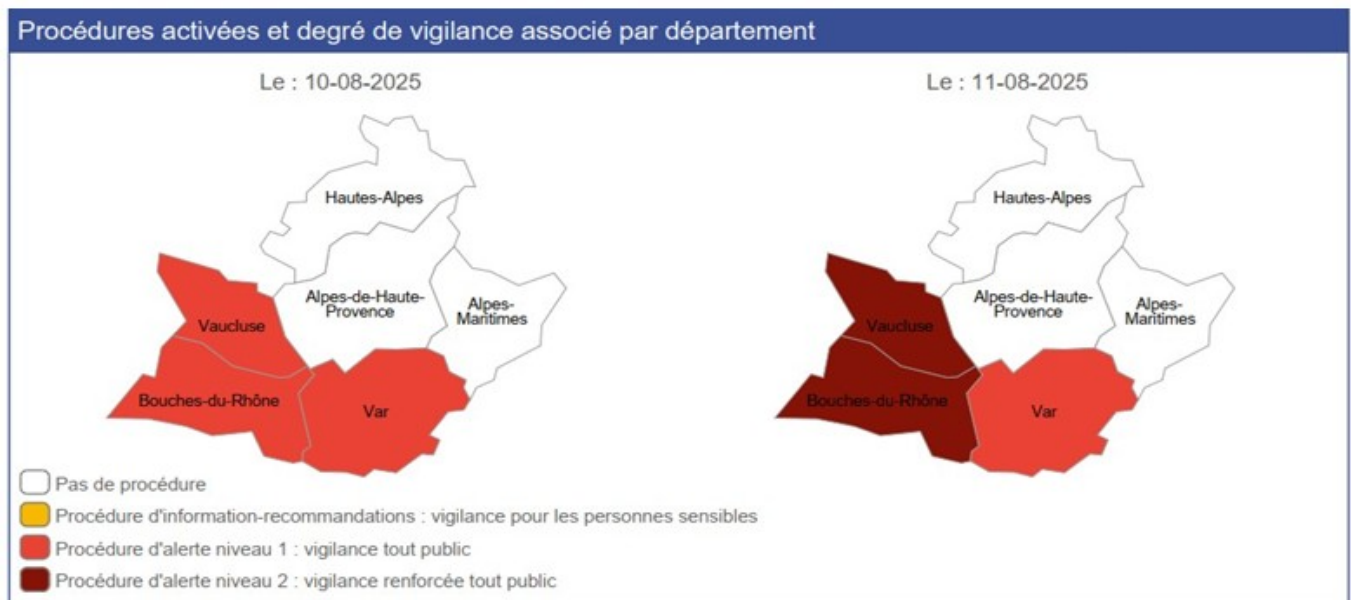 Procédures activées et degré de vigilance associé par département
Le : 10-08-2025
Hautes-Alpes
Alpes-de-Haute-
Provence
Alpes-
Maritimes
Vaucluse
Bouches-du-Rhône
Var
Le : 11-08-2025
Hautes-Alpes
Alpes-de-Haute-
Provence
Alpes-
Maritimes
Vaucluse
Bouches-du-Rhône
Var
Pas de procédure
Procédure d'information-recommandations : vigilance pour les personnes sensibles
Procédure d'alerte niveau 1 : vigilance tout public
Procédure d'alerte niveau 2 : vigilance renforcée tout public